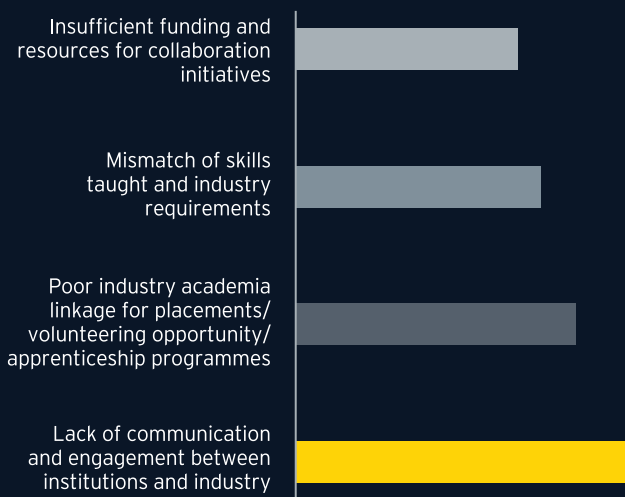 Insufficient funding and
resources for collaboration
initiatives
Mismatch of skills
taught and industry
requirements
Poor industry academia
linkage for placements/
volunteering opportunity/
apprenticeship programmes
Lack of communication
and engagement between
institutions and industry